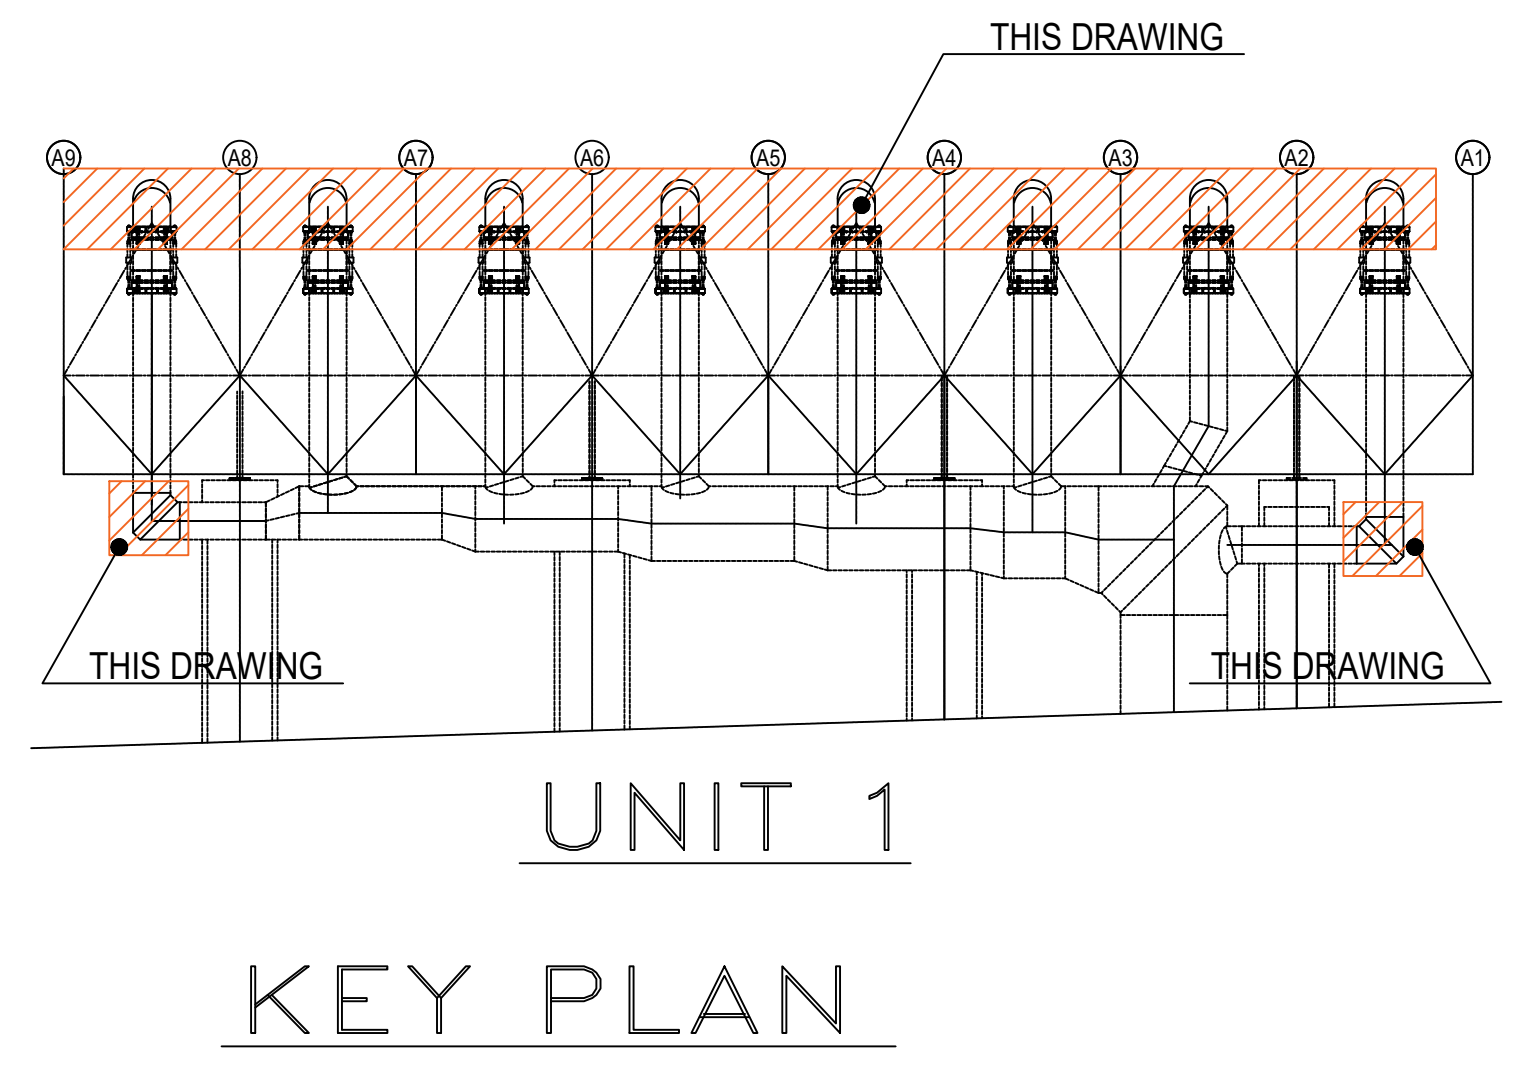 THIS DRAWING
A9 A8 A7 A6 A5 A4 A3 A2 A1
THIS DRAWING THIS DRAWING
UNIT 1
KEY PLAN